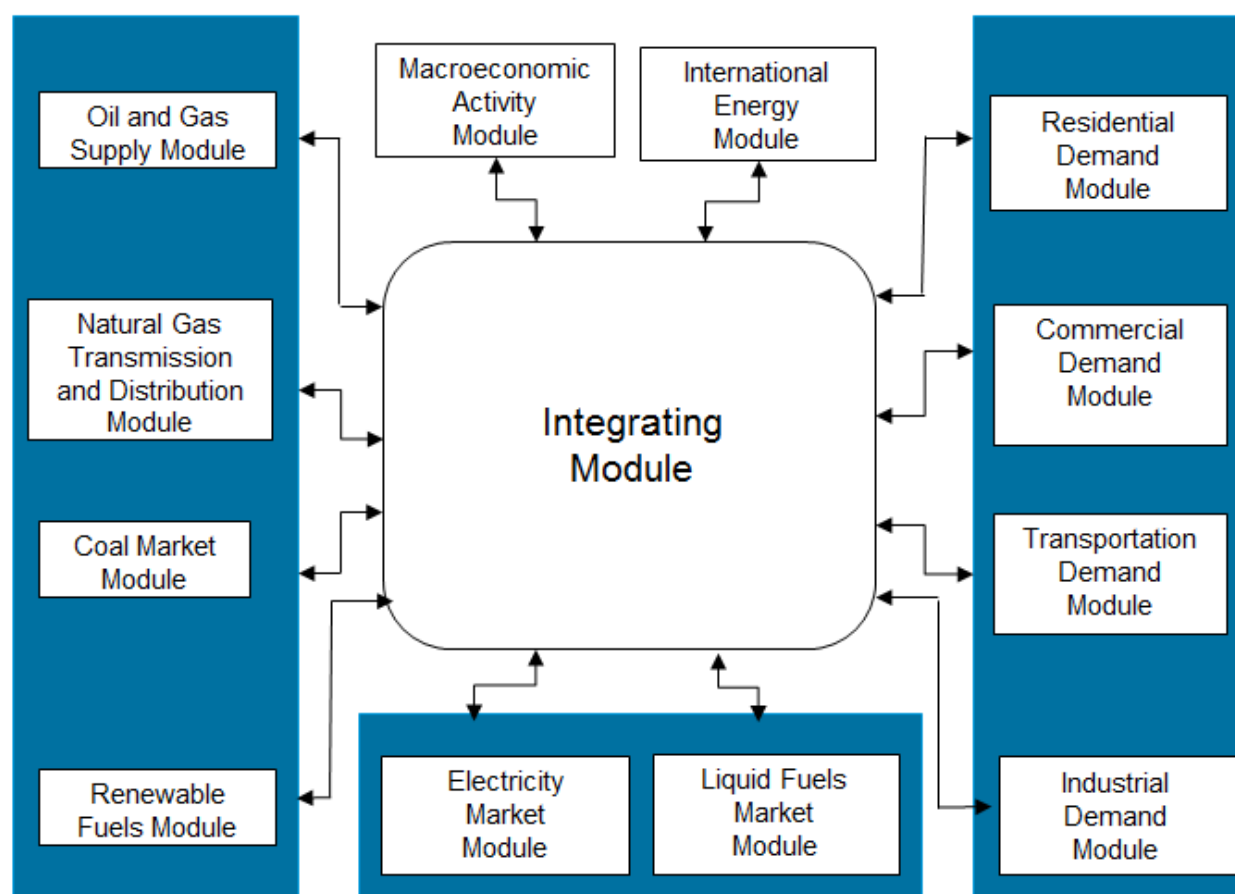 Oil and Gas
Supply Module
Natural Gas
Transmission
and Distribution
Module
Coal Market
Module
Renewable
Fuels Module
Macroeconomic
Activity
Module
International
Energy
Module
Integrating
Module
Electricity
Market
Module
Liquid Fuels
Market
Module
Residential
Demand
Module
Commercial
Demand
Module
Transportation
Demand
Module
Industrial
Demand
Module